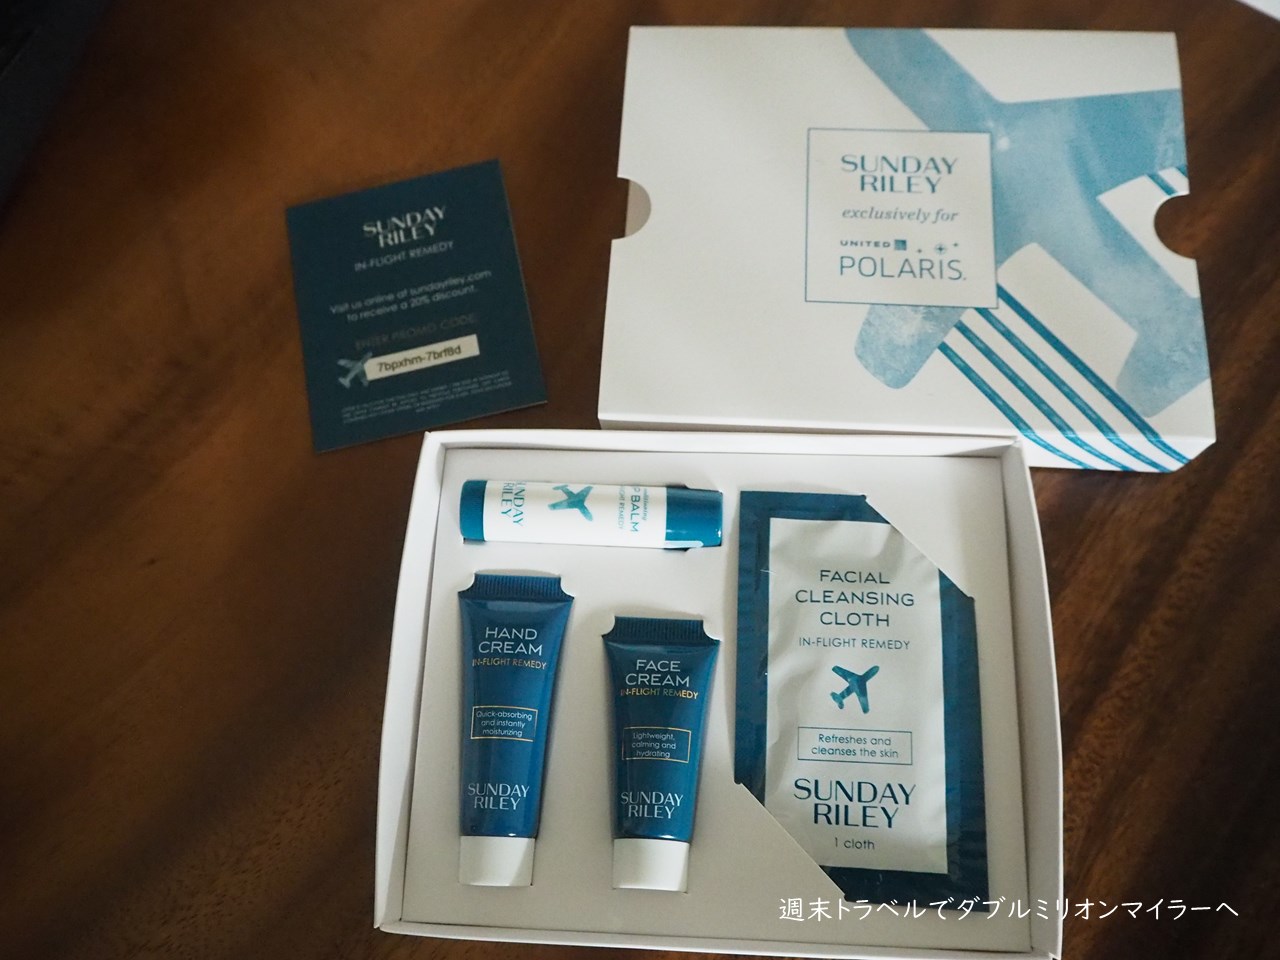 SUNDAY
RILEY
IN-FLIGHT REMEDY
Visit us online at sundayriley.com
to receive a 20% discount.
ENTER PROMO CODE
7bpxhm-7brf8d
SUNDAY
RILEY
exclusively for
UNITED
POLARIS
SUNDAY
RILEY
BALM
REMEDY
HAND
CREAM
IN-FLIGHT REMEDY
Quick-absorbing
and instantly
moisturizing
SUNDAY
RILEY
FACE
CREAM
IN-FLIGHT REMEDY
Lightweight,
calming and
hydrating
SUNDAY
RILEY
FACIAL
CLEANSING
CLOTH
IN-FLIGHT REMEDY
Refreshes and
cleanses the skin
SUNDAY
RILEY
1 cloth
週末トラベルでダブルミリオンマイラーへ